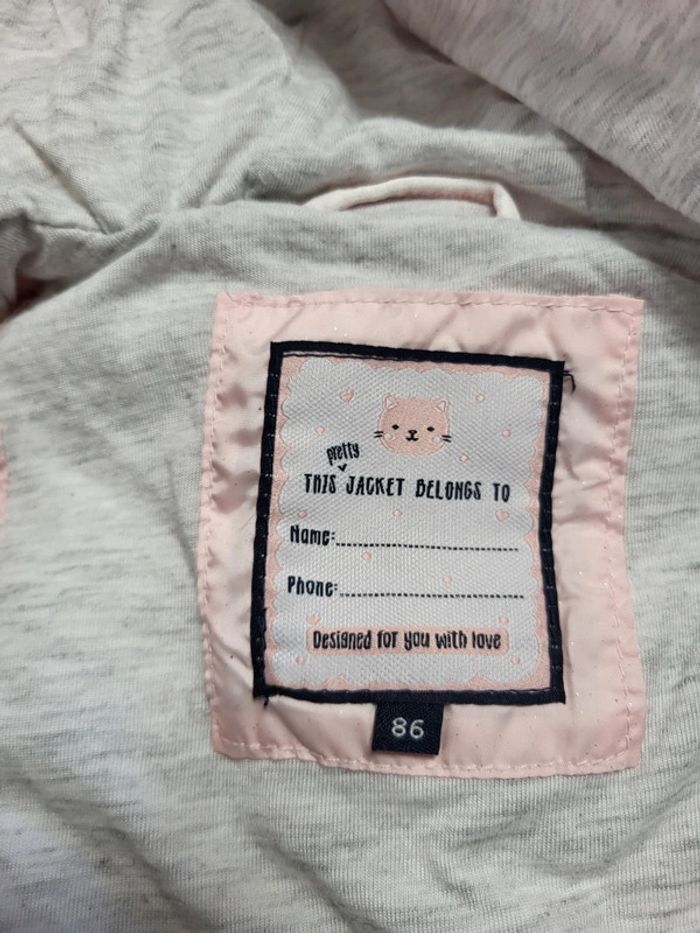 pretty
THIS JACKET BELONGS TO
Name:
Phone:
Designed for you with love
86